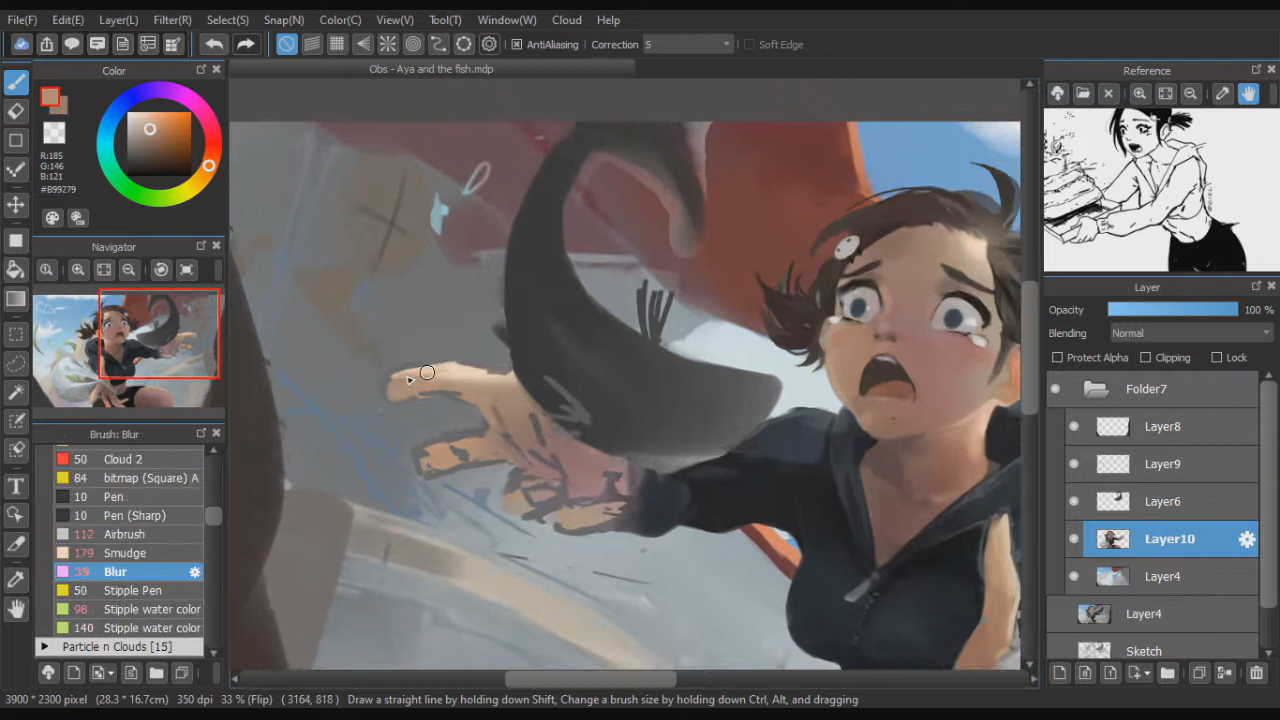 File(F) Edit(E) Layer(L) Filter(R) Select(S) Snap(N) Color(C) View(V) Tool(T) Window(W) Cloud Help
AntiAliasing Correction 5 Soft Edge
Color
Obs - Aya and the fish.mdp
Reference
R:185
G:146
B:121
#B99279
Navigator
Layer
Opacity 100 %
Blending Normal
Protect Alpha Clipping Lock
Folder7
Layer8
Layer9
Layer6
Layer10
Layer4
Layer4
Sketch
Brush: Blur
50 Cloud 2
84 bitmap (Square) A
10 Pen
10 Pen (Sharp)
112 Airbrush
179 Smudge
39 Blur
50 Stipple Pen
98 Stipple water color
140 Stipple water color
Particle n Clouds [15]
3900 * 2300 pixel (28.3 * 16.7cm) 350 dpi 33 % (Flip) ( 3164, 818 ) Draw a straight line by holding down Shift, Change a brush size by holding down Ctrl, Alt, and dragging